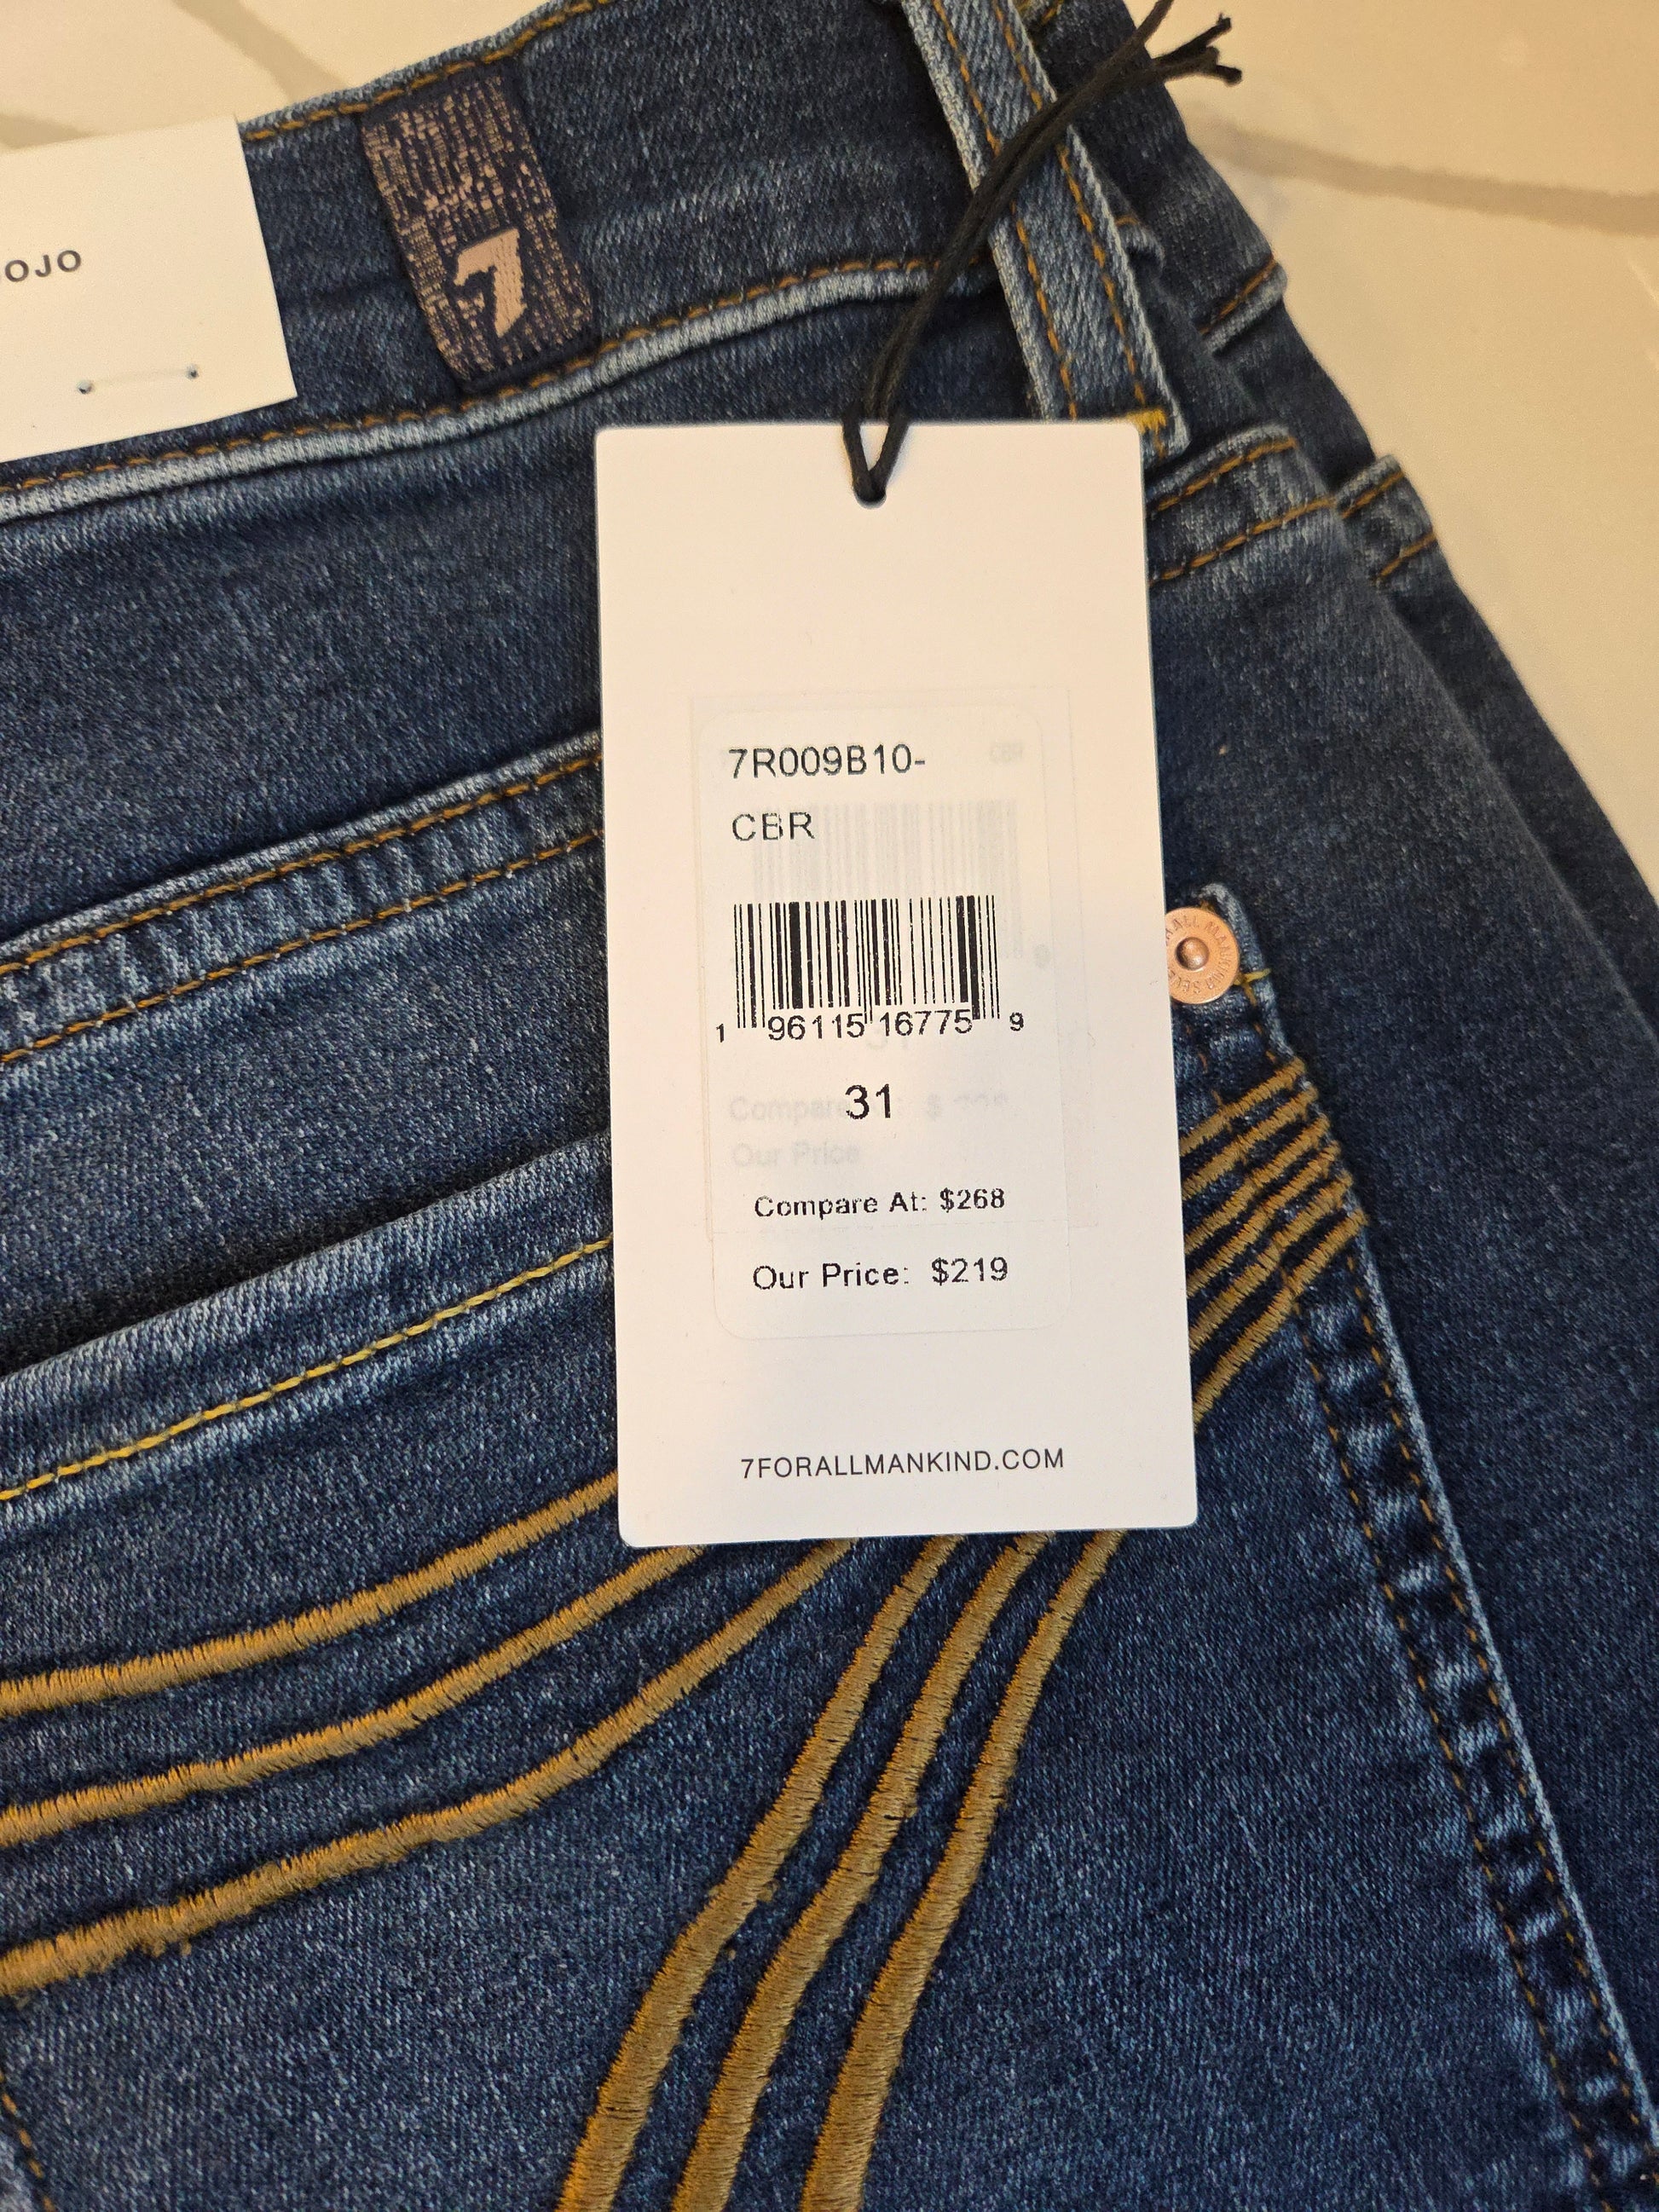 OJO
7
7R009B10-
CBR
1 96115 16775 9
31
Compare At: $268
Our Price: $219
7FORALLMANKIND.COM